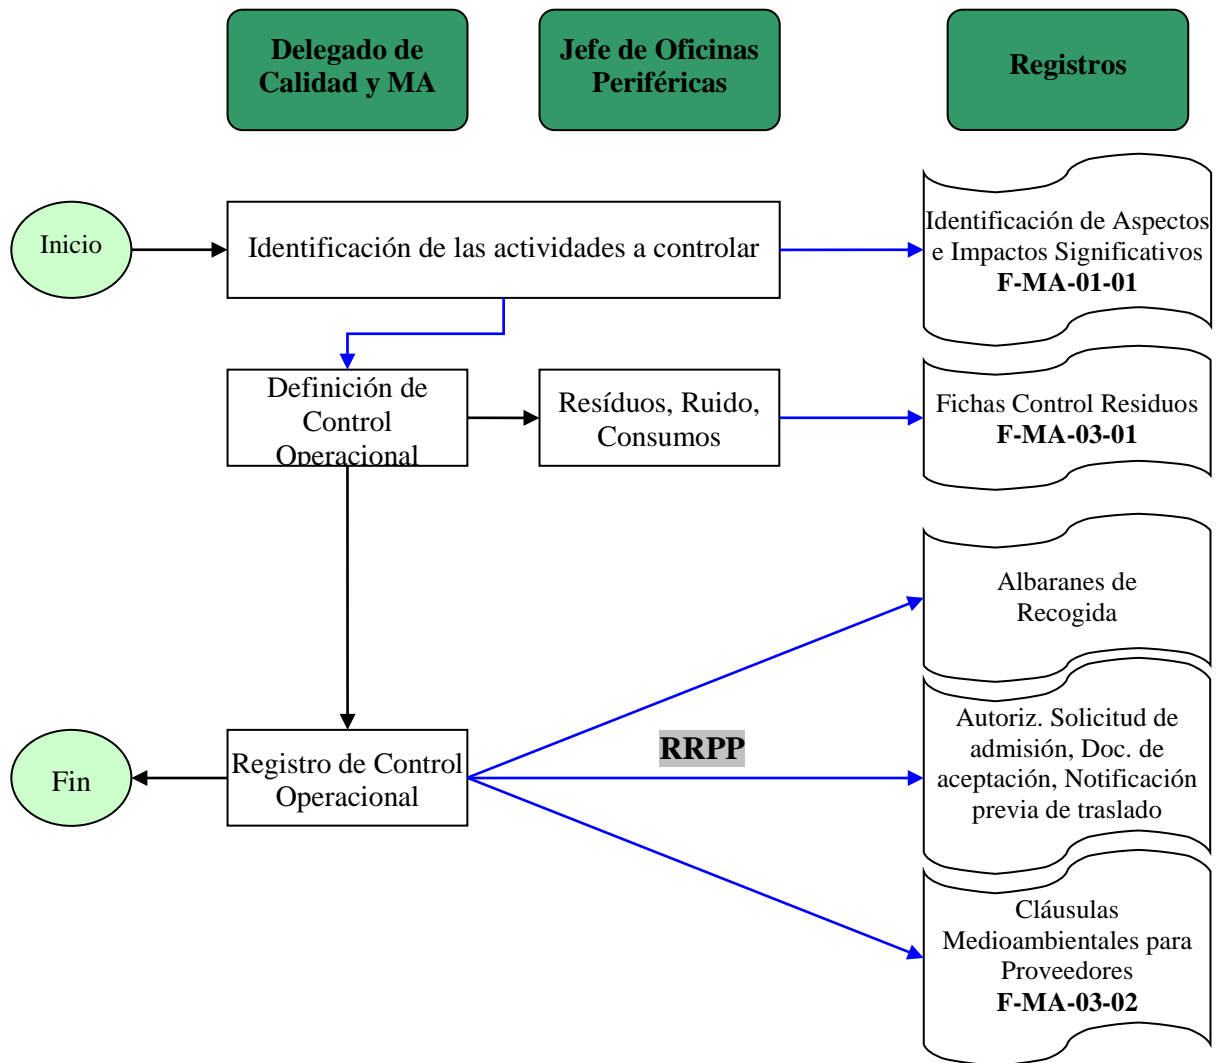 Delegado de
Calidad y MA
Jefe de Oficinas
Periféricas
Registros
Inicio
Identificación de las actividades a controlar
Identificación de Aspectos
e Impactos Significativos
F-MA-01-01
Definición de
Control
Operacional
Resíduos, Ruido,
Consumos
Fichas Control Residuos
F-MA-03-01
Albaranes de
Recogida
Fin
Registro de Control
Operacional
RRPP
Autoriz. Solicitud de
admisión, Doc. de
aceptación, Notificación
previa de traslado
Cláusulas
Medioambientales para
Proveedores
F-MA-03-02